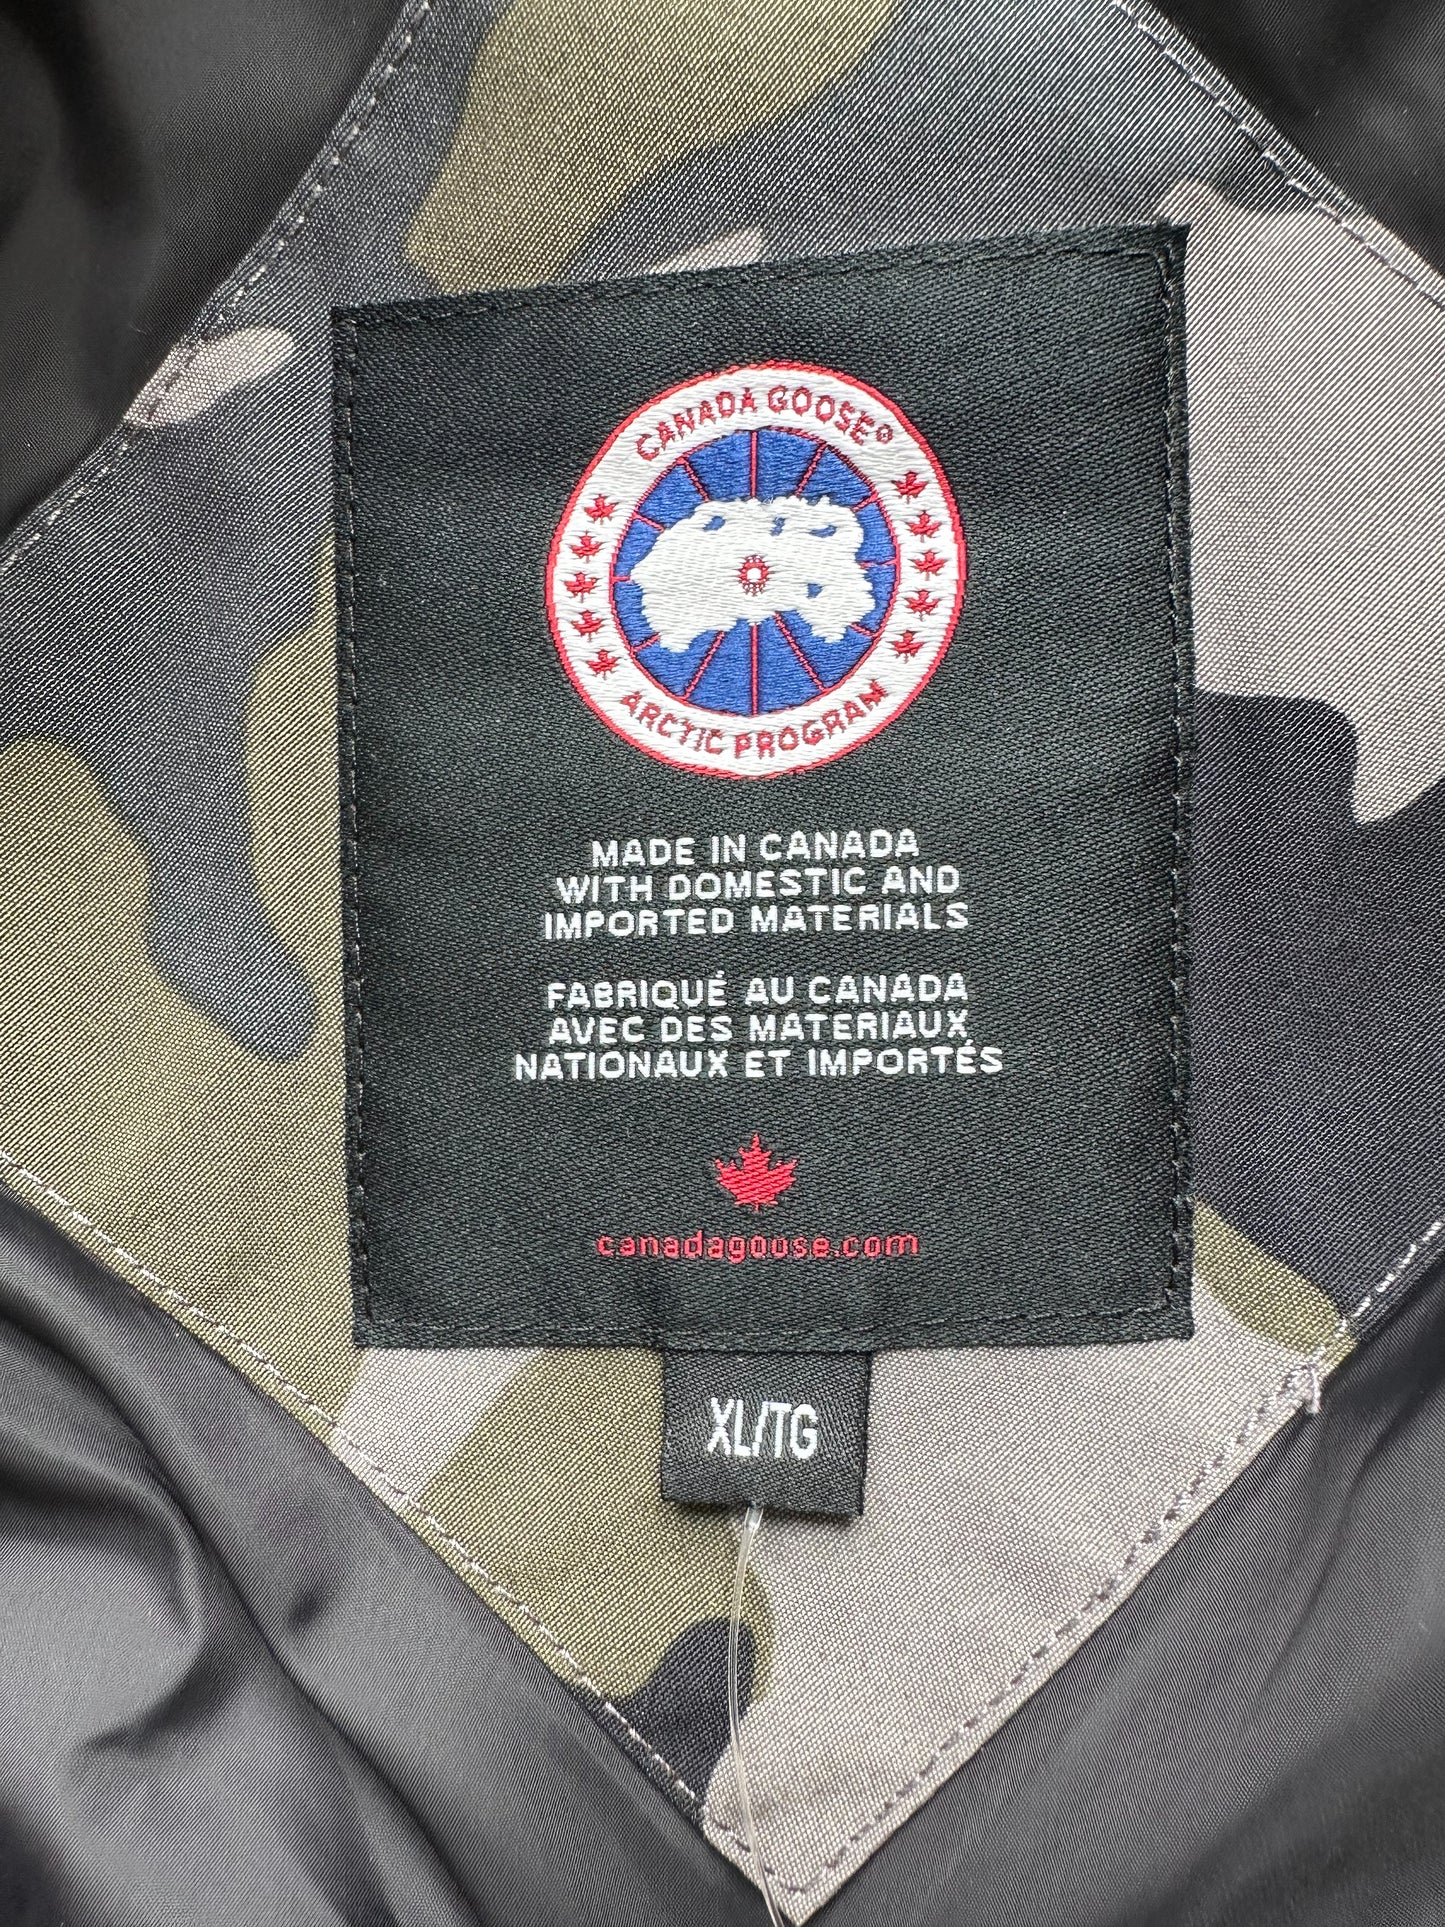 CANADA GOOSE®
ARCTIC PROGRAM
MADE IN CANADA
WITH DOMESTIC AND
IMPORTED MATERIALS
FABRIQUÉ AU CANADA
AVEC DES MATERIAUX
NATIONAUX ET IMPORTÉS
canadagoose.com
XL/TG